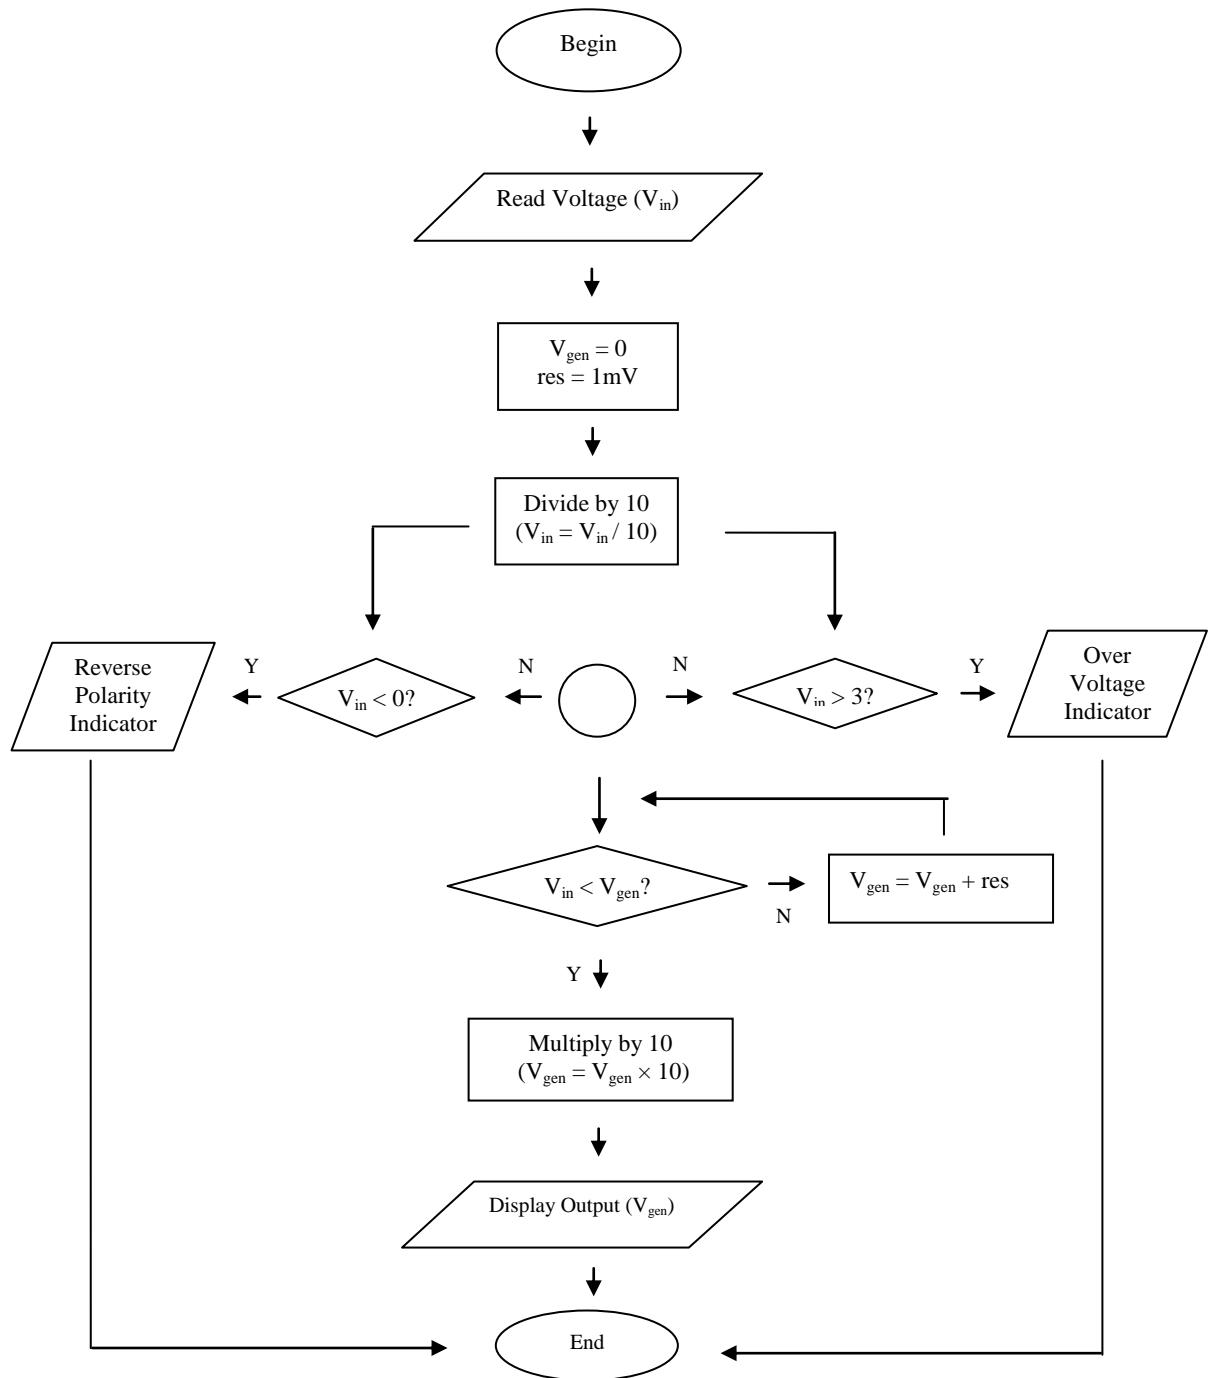 Begin
Read Voltage (Vin)
Vgen = 0
res = 1mV
Divide by 10
(Vin = Vin / 10)
Reverse
Polarity
Indicator
Y
Vin < 0?
N
N
Vin > 3?
Y
Over
Voltage
Indicator
Vin < Vgen?
N
Vgen = Vgen + res
Y
Multiply by 10
(Vgen = Vgen × 10)
Display Output (Vgen)
End